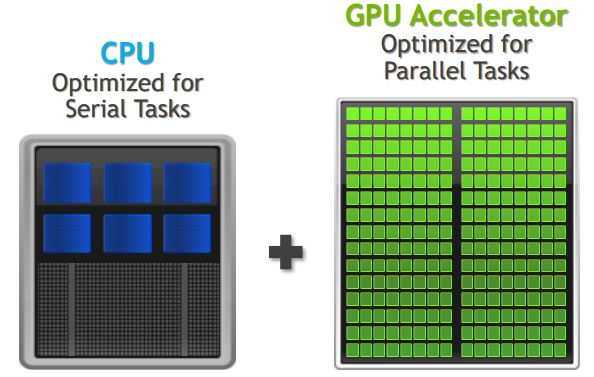 CPU
Optimized for
Serial Tasks
GPU Accelerator
Optimized for
Parallel Tasks